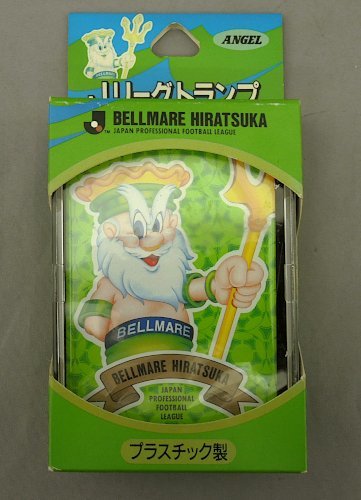 ANGEL
Jリーグトランプ
BELLMARE HIRATSUKA
TM JAPAN PROFESSIONAL FOOTBALL LEAGUE
BELLMARE
BELLMARE HIRATSUKA
JAPAN
PROFESSIONAL
FOOTBALL
LEAGUE
プラスチック製